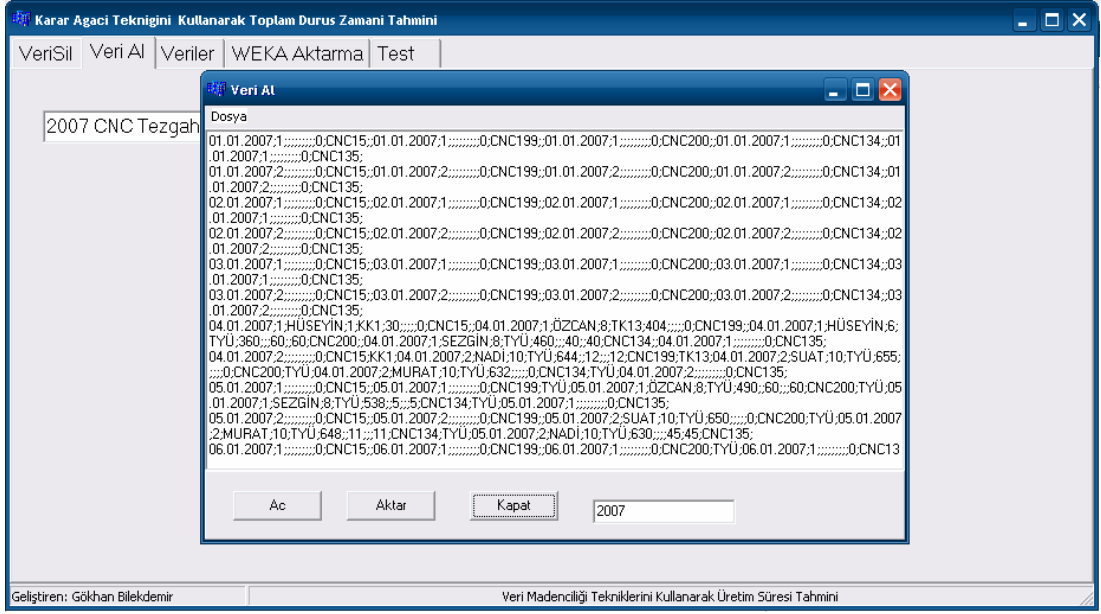 Karar Agaci Teknigini Kullanarak Toplam Durus Zamani Tahmini
VeriSil Veri Al Veriler WEKA Aktarma Test
2007 CNC Tezgah
Veri Al
Dosya
01.01.2007;1;;;;;;;;;0;CNC15;;01.01.2007;1;;;;;;;;;0;CNC199;;01.01.2007;1;;;;;;;;;0;CNC200;;01.01.2007;1;;;;;;;;;0;CNC134;;01
.01.2007;1;;;;;;;;;0;CNC135;
01.01.2007;2;;;;;;;;;0;CNC15;;01.01.2007;2;;;;;;;;;0;CNC199;;01.01.2007;2;;;;;;;;;0;CNC200;;01.01.2007;2;;;;;;;;;0;CNC134;;01
.01.2007;2;;;;;;;;;0;CNC135;
02.01.2007;1;;;;;;;;;0;CNC15;;02.01.2007;1;;;;;;;;;0;CNC199;;02.01.2007;1;;;;;;;;;0;CNC200;;02.01.2007;1;;;;;;;;;0;CNC134;;02
.01.2007;1;;;;;;;;;0;CNC135;
02.01.2007;2;;;;;;;;;0;CNC15;;02.01.2007;2;;;;;;;;;0;CNC199;;02.01.2007;2;;;;;;;;;0;CNC200;;02.01.2007;2;;;;;;;;;0;CNC134;;02
.01.2007;2;;;;;;;;;0;CNC135;
03.01.2007;1;;;;;;;;;0;CNC15;;03.01.2007;1;;;;;;;;;0;CNC199;;03.01.2007;1;;;;;;;;;0;CNC200;;03.01.2007;1;;;;;;;;;0;CNC134;;03
.01.2007;1;;;;;;;;;0;CNC135;
03.01.2007;2;;;;;;;;;0;CNC15;;03.01.2007;2;;;;;;;;;0;CNC199;;03.01.2007;2;;;;;;;;;0;CNC200;;03.01.2007;2;;;;;;;;;0;CNC134;;03
.01.2007;2;;;;;;;;;0;CNC135;
04.01.2007;1;HÜSEYİN;1;KK1;30;;;;;0;CNC15;;04.01.2007;1;ÖZCAN;8;TK13;404;;;;;0;CNC199;;04.01.2007;1;HÜSEYİN;6;
TYÜ;360;;;60;;60;CNC200;;04.01.2007;1;SEZGİN;8;TYÜ;460;;;40;;40;CNC134;;04.01.2007;1;;;;;;;;;0;CNC135;
04.01.2007;2;;;;;;;;;0;CNC15;KK1;04.01.2007;2;NADİ;10;TYÜ;644;;12;;;12;CNC199;TK13;04.01.2007;2;SUAT;10;TYÜ;655;
;;;;0;CNC200;TYÜ;04.01.2007;2;MURAT;10;TYÜ;632;;;;;0;CNC134;TYÜ;04.01.2007;2;;;;;;;;;0;CNC135;
05.01.2007;1;;;;;;;;;0;CNC15;;05.01.2007;1;;;;;;;;;0;CNC199;TYÜ;05.01.2007;1;ÖZCAN;8;TYÜ;490;;60;;;60;CNC200;TYÜ;05
.01.2007;1;SEZGİN;8;TYÜ;538;;5;;;5;CNC134;TYÜ;05.01.2007;1;;;;;;;;;0;CNC135;
05.01.2007;2;;;;;;;;;0;CNC15;;05.01.2007;2;;;;;;;;;0;CNC199;;05.01.2007;2;SUAT;10;TYÜ;650;;;;;0;CNC200;TYÜ;05.01.2007
;2;MURAT;10;TYÜ;648;;11;;;11;CNC134;TYÜ;05.01.2007;2;NADİ;10;TYÜ;630;;;;45;45;CNC135;
06.01.2007;1;;;;;;;;;0;CNC15;;06.01.2007;1;;;;;;;;;0;CNC199;;06.01.2007;1;;;;;;;;;0;CNC200;TYÜ;06.01.2007;1;;;;;;;;;0;CNC13
Ac Aktar Kapat 2007
Geliştiren: Gökhan Bilekdemir Veri Madenciliği Tekniklerini Kullanarak Üretim Süresi Tahmini